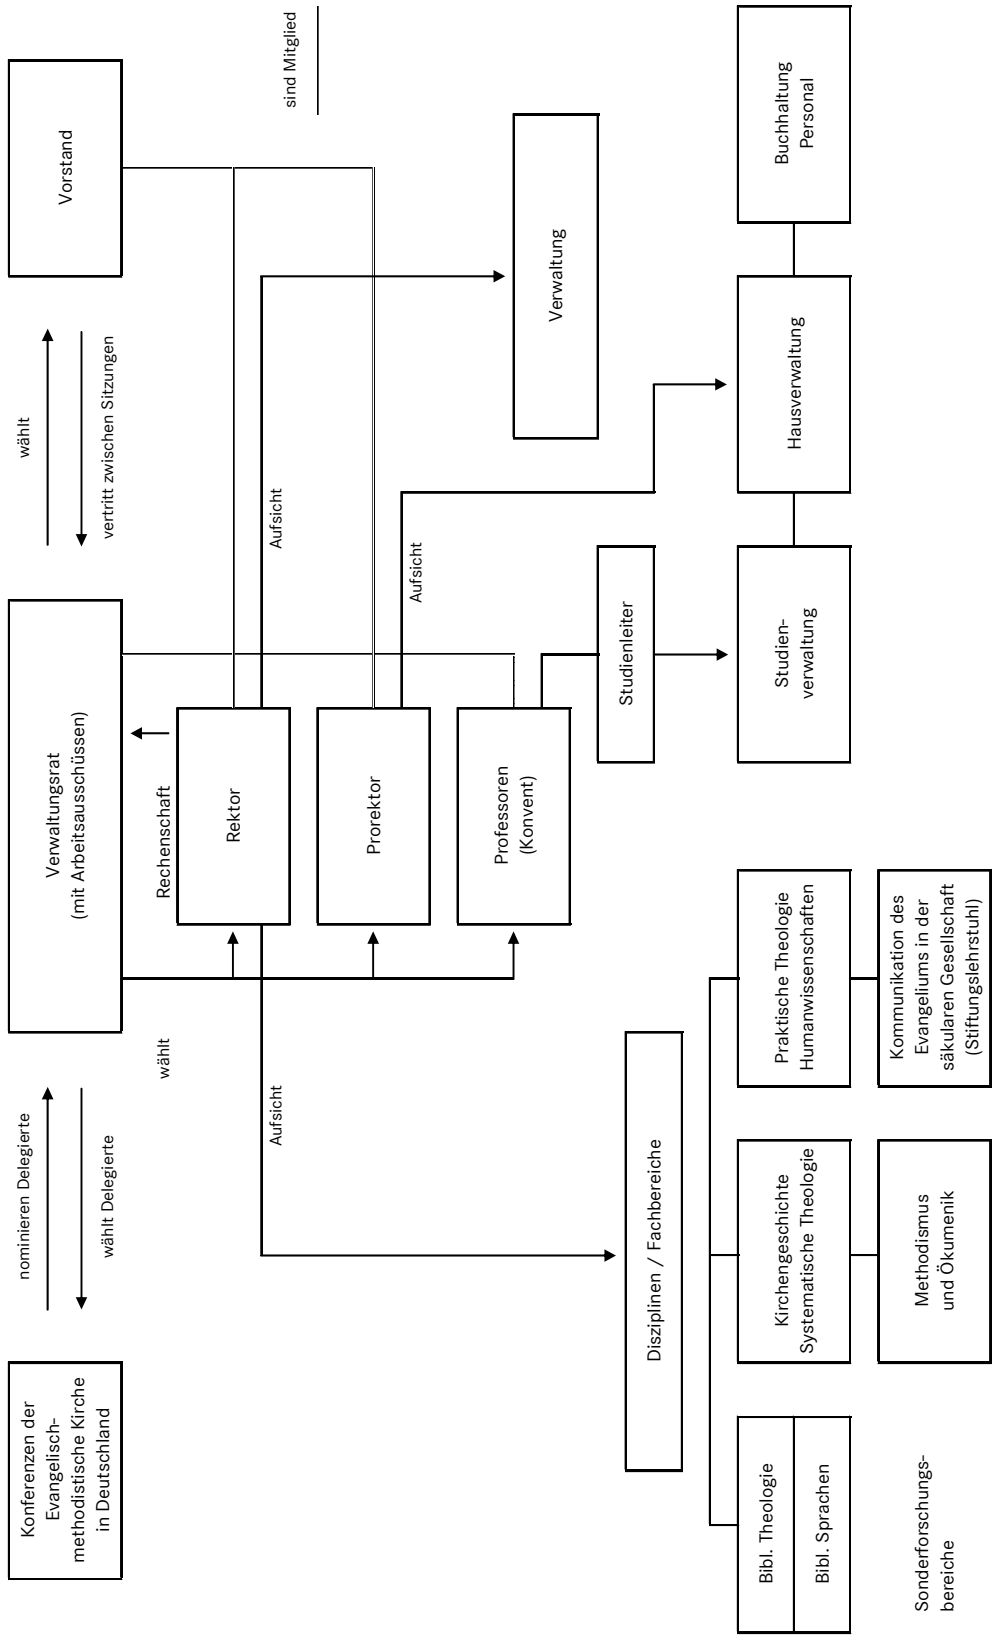 Konferenzen der
Evangelisch-
methodistische Kirche
in Deutschland
nominieren Delegierte
wählt Delegierte
Verwaltungsrat
(mit Arbeitsausschüssen)
wählt
vertritt zwischen Sitzungen
Vorstand
wählt
Rechenschaft
Rektor
Aufsicht
Aufsicht
sind Mitglied
Prorektor
Aufsicht
Professoren
(Konvent)
Verwaltung
Studienleiter
Disziplinen / Fachbereiche
Bibl. Theologie
Bibl. Sprachen
Kirchengeschichte
Systematische Theologie
Praktische Theologie
Humanwissenschaften
Studien-
verwaltung
Hausverwaltung
Buchhaltung
Personal
Sonderforschungs-
bereiche
Methodismus
und Ökumenik
Kommunikation des
Evangeliums in der
säkularen Gesellschaft
(Stiftungslehrstuhl)